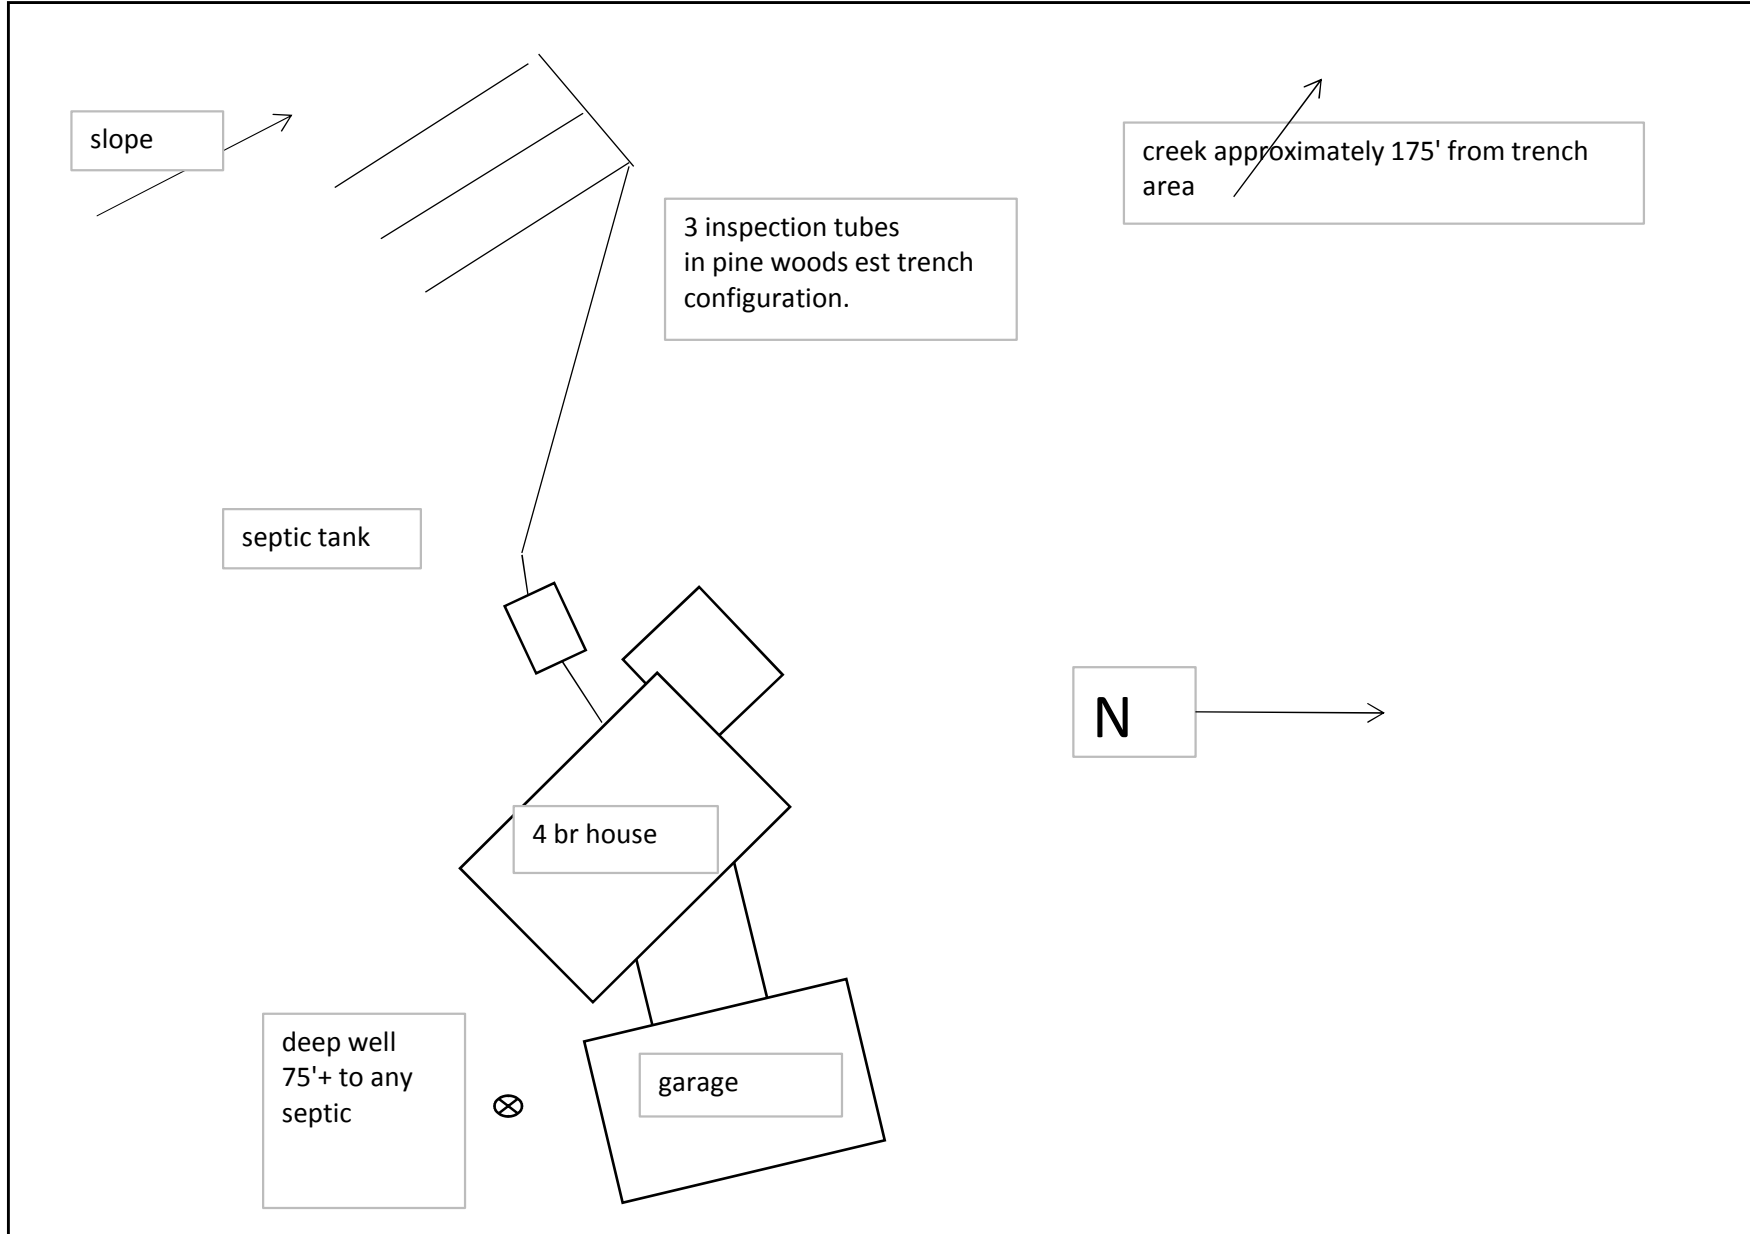 slope
creek approximately 175' from trench
area
3 inspection tubes
in pine woods est trench
configuration.
septic tank
N
4 br house
deep well
75'+ to any
septic
garage